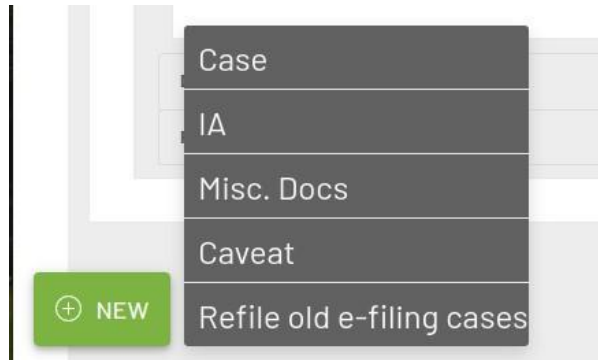 Case
IA
Misc. Docs
Caveat
NEW
Refile old e-filing cases